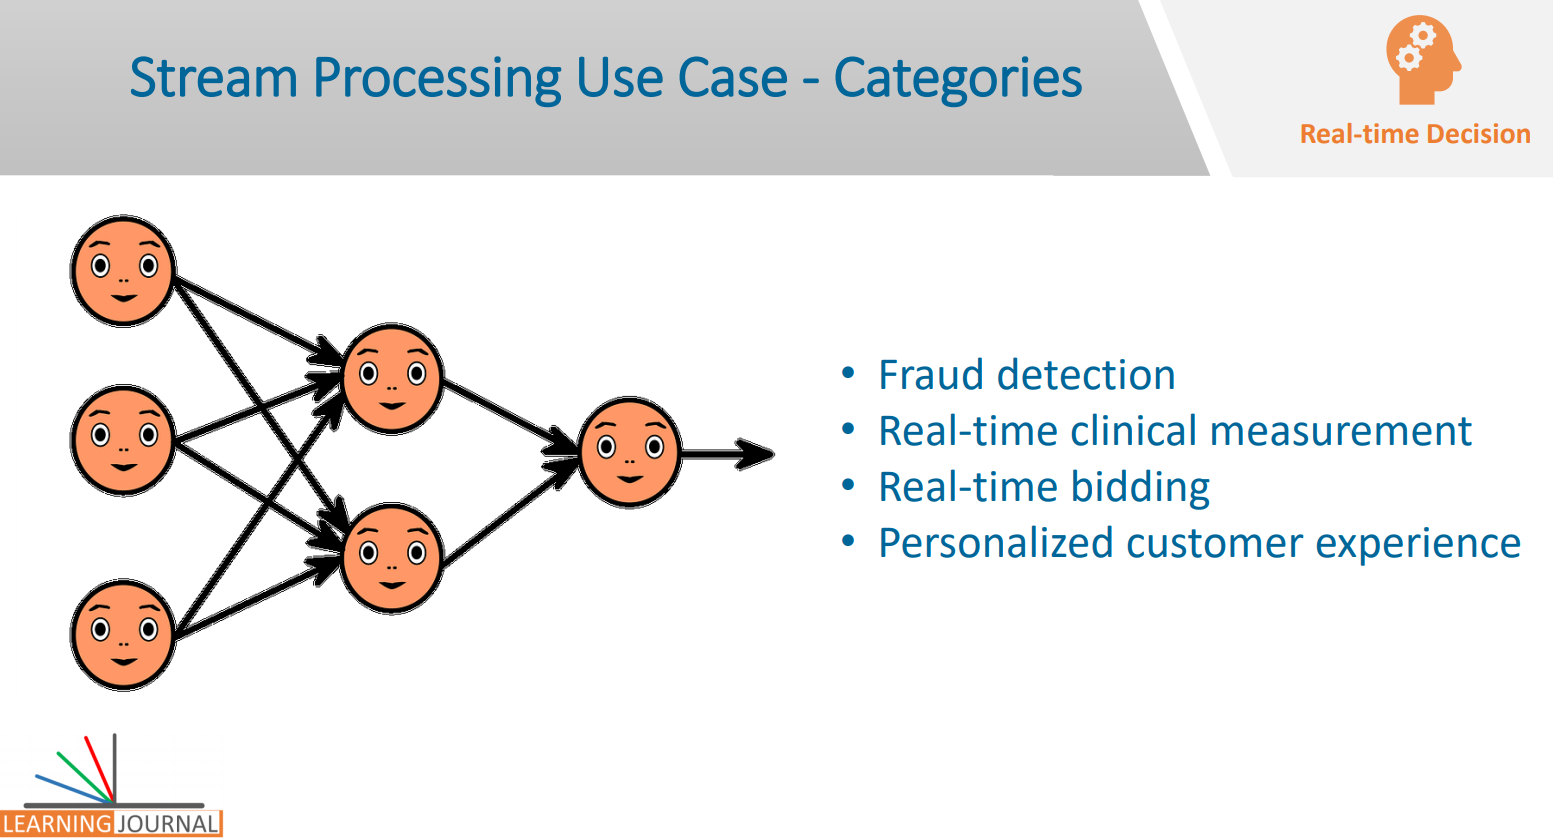 Stream Processing Use Case - Categories
Real-time Decision
• Fraud detection
• Real-time clinical measurement
• Real-time bidding
• Personalized customer experience
LEARNING JOURNAL